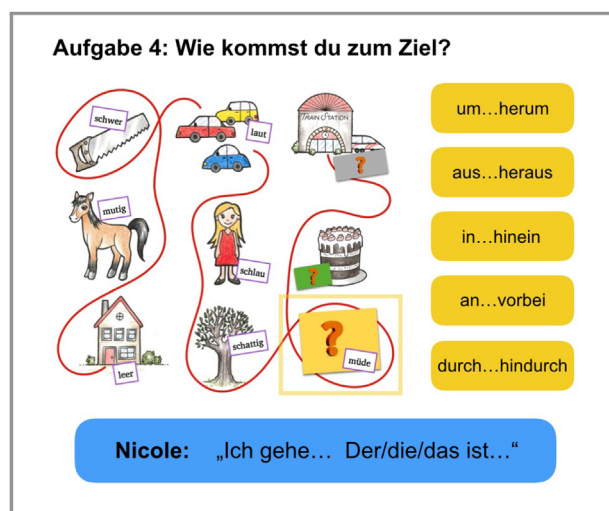 Aufgabe 4: Wie kommst du zum Ziel?
schwer
laut
TRAIN STATION
?
um…herum
aus…heraus
mutig
schlau
?
in…hinein
an…vorbei
leer
schattig
?
müde
durch…hindurch
Nicole: „Ich gehe… Der/die/das ist…“